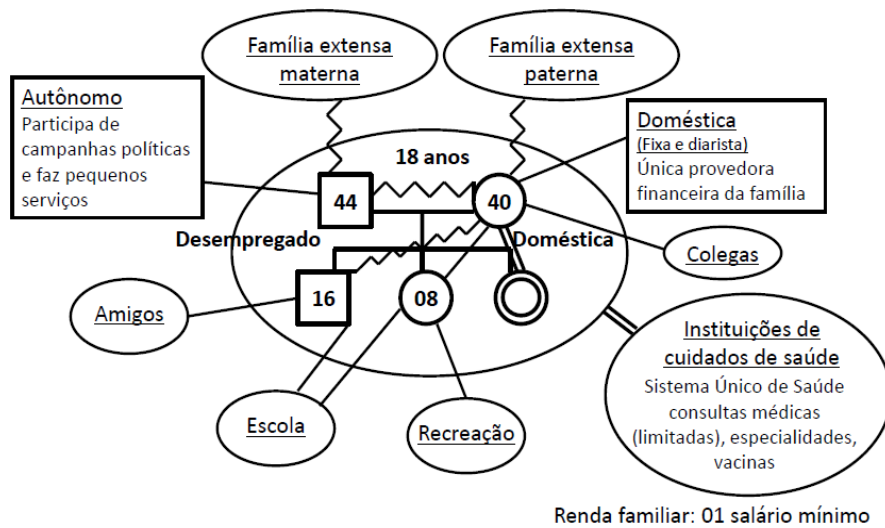 Família extensa
materna
Família extensa
paterna
Autônomo
Participa de
campanhas políticas
e faz pequenos
serviços
Doméstica
(Fixa e diarista)
Única provedora
financeira da família
18 anos
44
40
Desempregado
Doméstica
Colegas
16
08
Amigos
Instituições de
cuidados de saúde
Sistema Único de Saúde
consultas médicas
(limitadas), especialidades,
vacinas
Escola
Recreação
Renda familiar: 01 salário mínimo